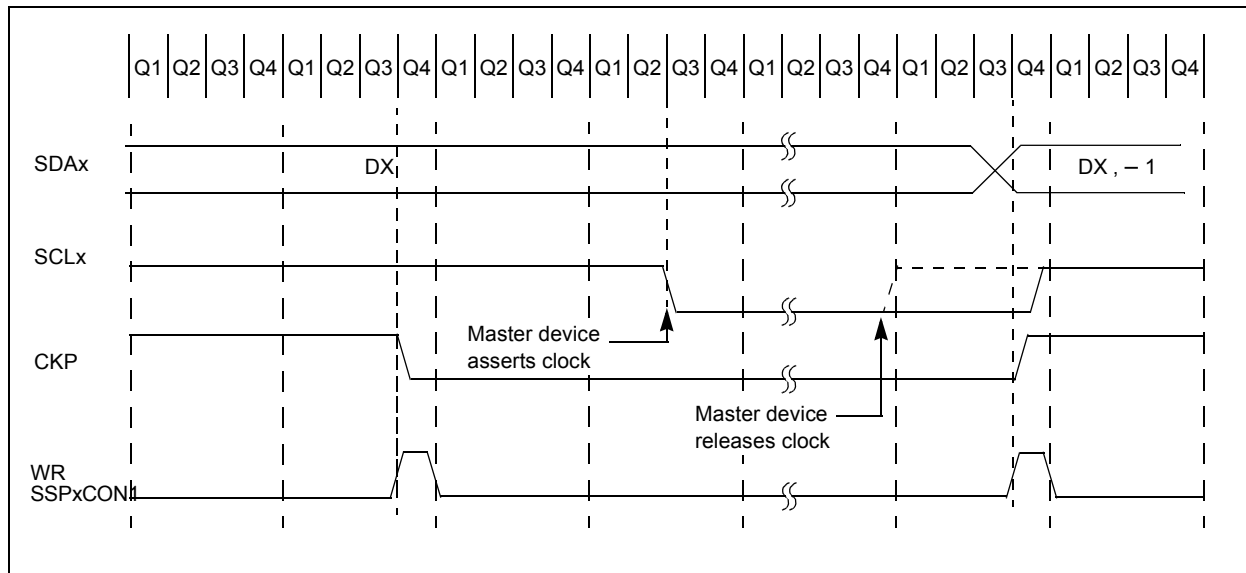 Q1 Q2 Q3 Q4 Q1 Q2 Q3 Q4 Q1 Q2 Q3 Q4 Q1 Q2 Q3 Q4 Q1 Q2 Q3 Q4 Q1 Q2 Q3 Q4 Q1 Q2 Q3 Q4
SDAx
DX
DX , – 1
SCLx
Master device
asserts clock
CKP
Master device
releases clock
WR
SSPxCON1